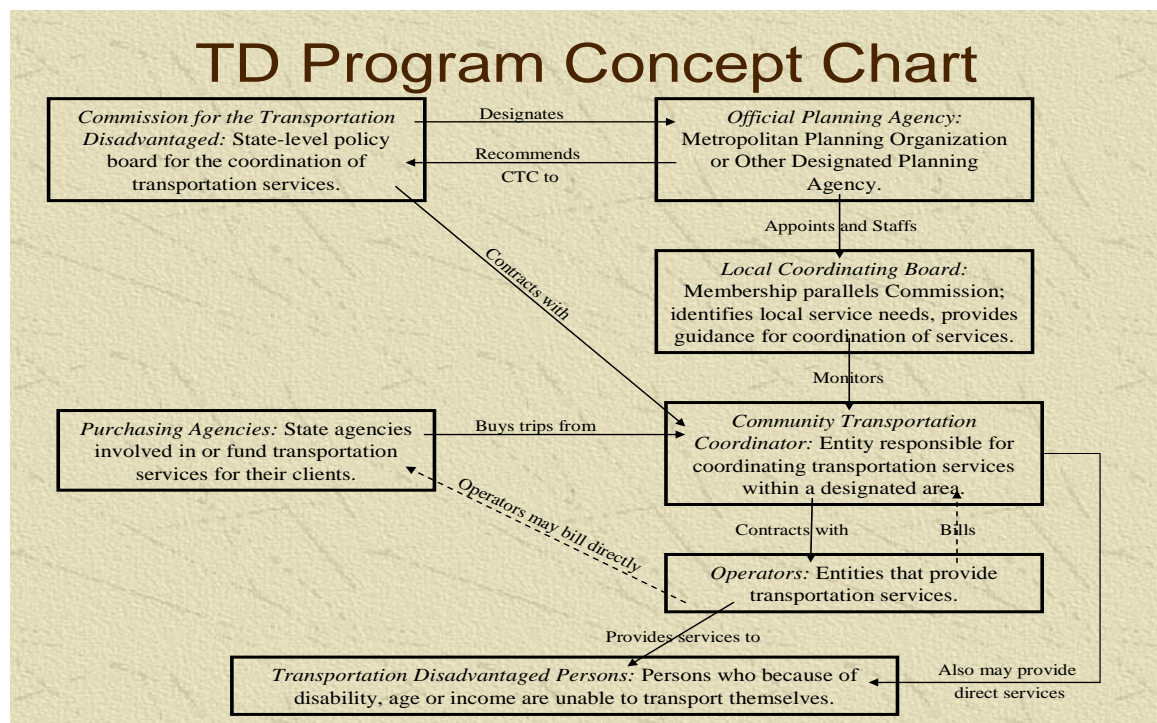 TD Program Concept Chart
Commission for the Transportation
Disadvantaged: State-level policy
board for the coordination of
transportation services.
Designates
Recommends
CTC to
Official Planning Agency:
Metropolitan Planning Organization
or Other Designated Planning
Agency.
Appoints and Staffs
Contracts with
Local Coordinating Board:
Membership parallels Commission;
identifies local service needs, provides
guidance for coordination of services.
Monitors
Purchasing Agencies: State agencies
involved in or fund transportation
services for their clients.
Buys trips from
Community Transportation
Coordinator: Entity responsible for
coordinating transportation services
within a designated area.
Operators may bill directly
Contracts with
Bills
Operators: Entities that provide
transportation services.
Provides services to
Transportation Disadvantaged Persons: Persons who because of
disability, age or income are unable to transport themselves.
Also may provide
direct services